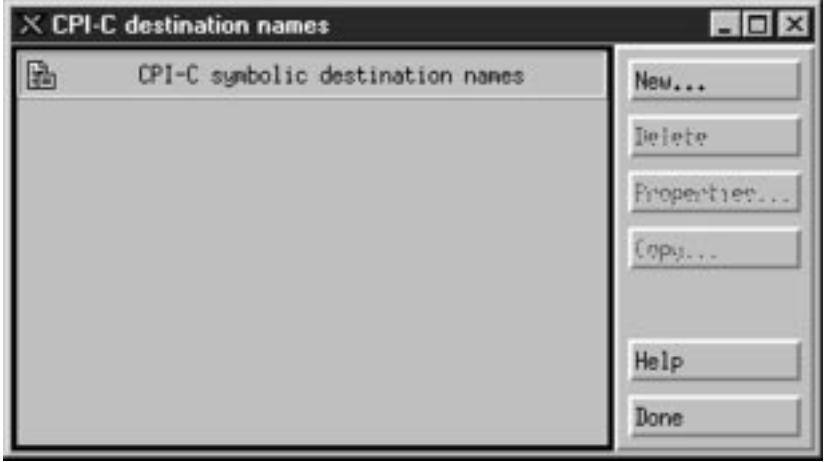 CPI-C destination names
CPI-C symbolic destination names
New...
Delete
Properties...
Copy...
Help
Done